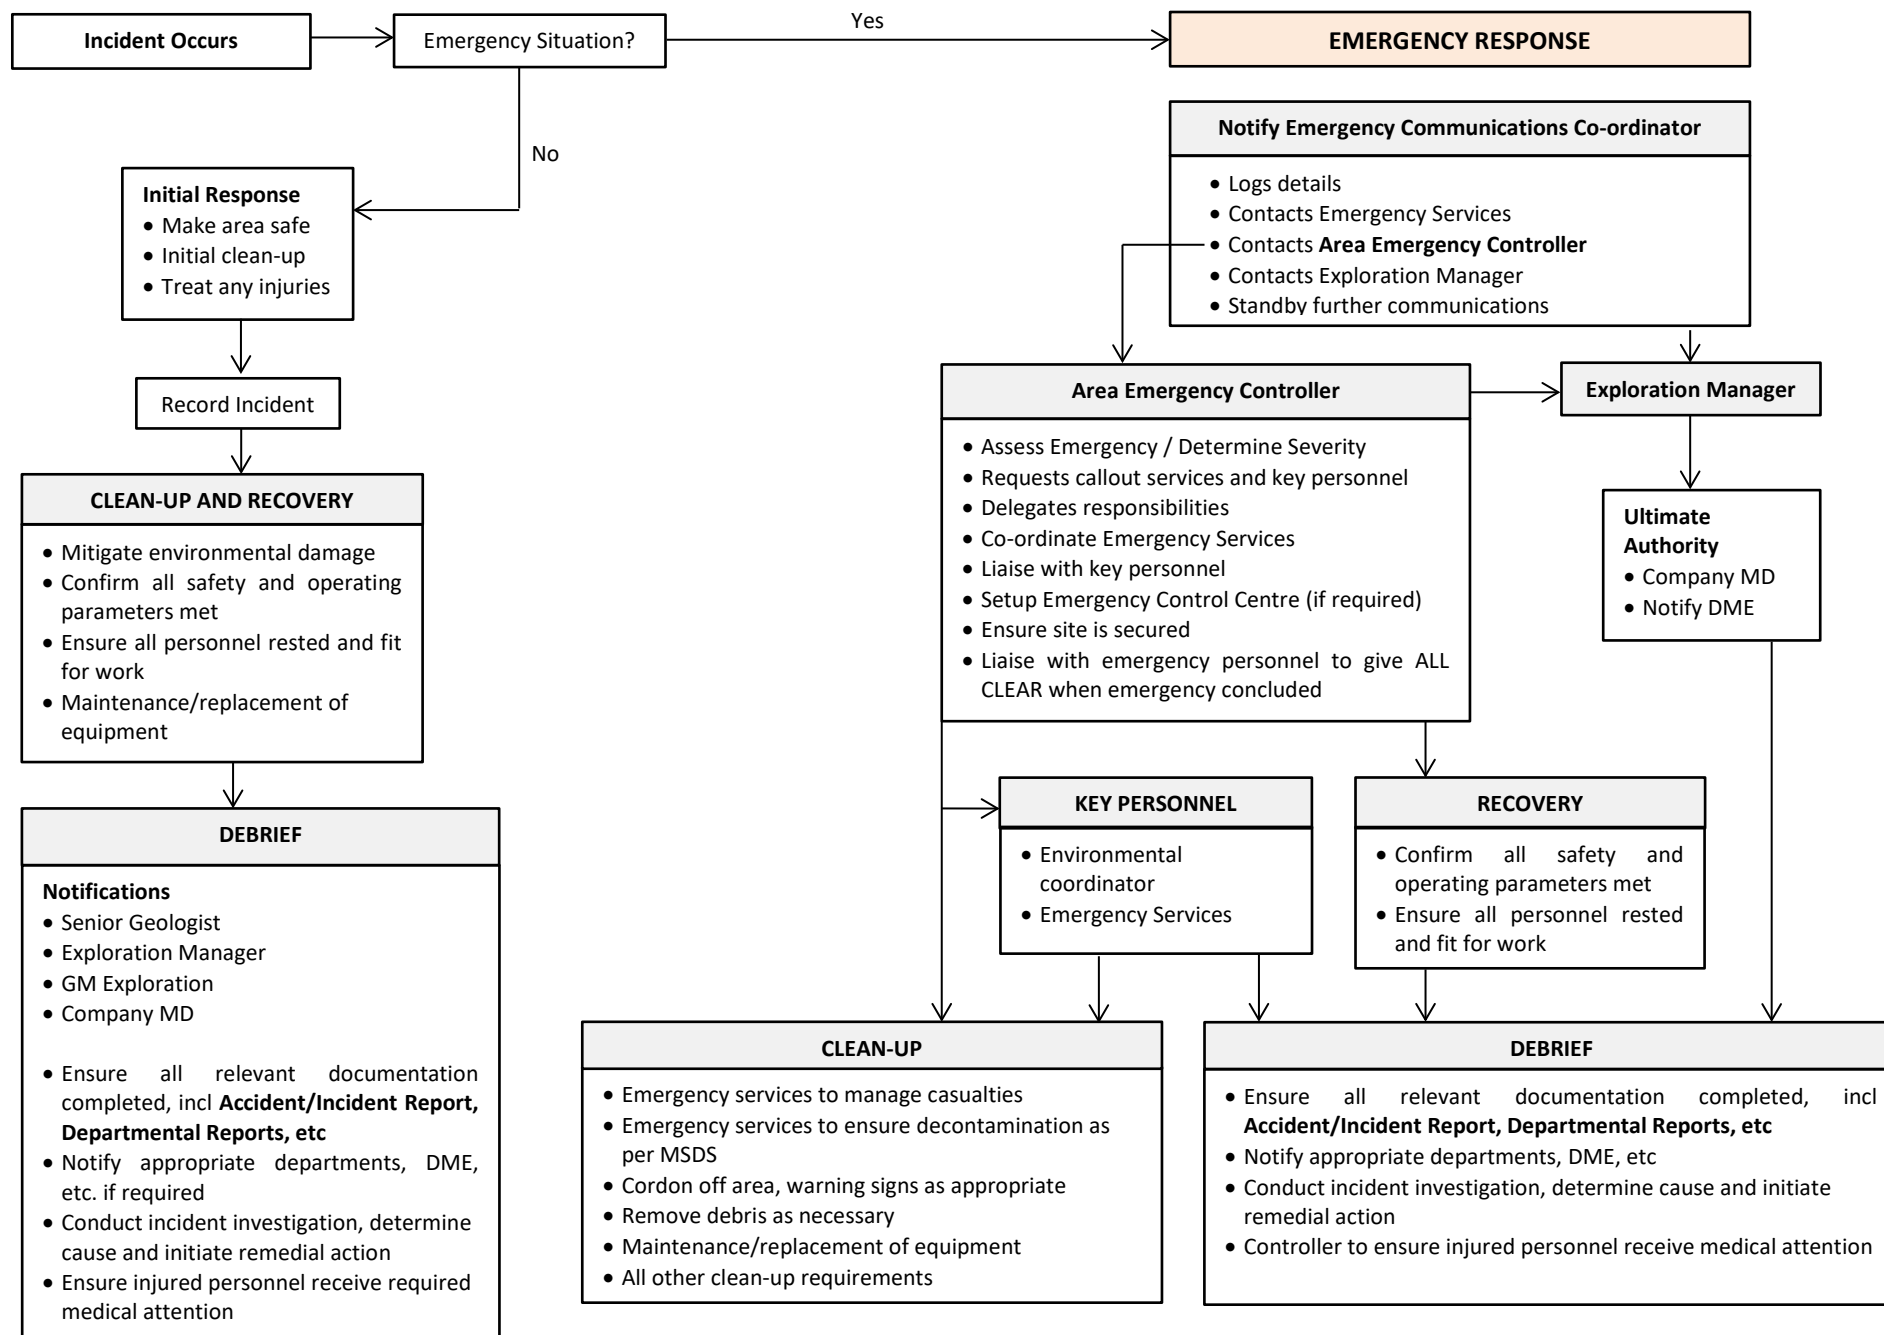 Incident Occurs
Emergency Situation?
Yes
EMERGENCY RESPONSE
No
Initial Response
• Make area safe
• Initial clean-up
• Treat any injuries
Record Incident
CLEAN-UP AND RECOVERY
• Mitigate environmental damage
• Confirm all safety and operating
parameters met
• Ensure all personnel rested and fit
for work
• Maintenance/replacement of
equipment
DEBRIEF
Notifications
• Senior Geologist
• Exploration Manager
• GM Exploration
• Company MD
• Ensure all relevant documentation
completed, incl Accident/Incident Report,
Departmental Reports, etc
• Notify appropriate departments, DME,
etc. if required
• Conduct incident investigation, determine
cause and initiate remedial action
• Ensure injured personnel receive required
medical attention
Notify Emergency Communications Co-ordinator
• Logs details
• Contacts Emergency Services
• Contacts Area Emergency Controller
• Contacts Exploration Manager
• Standby further communications
Area Emergency Controller
• Assess Emergency / Determine Severity
• Requests callout services and key personnel
• Delegates responsibilities
• Co-ordinate Emergency Services
• Liaise with key personnel
• Setup Emergency Control Centre (if required)
• Ensure site is secured
• Liaise with emergency personnel to give ALL
CLEAR when emergency concluded
Exploration Manager
Ultimate
Authority
• Company MD
• Notify DME
KEY PERSONNEL
• Environmental
coordinator
• Emergency Services
RECOVERY
• Confirm all safety and
operating parameters met
• Ensure all personnel rested
and fit for work
CLEAN-UP
• Emergency services to manage casualties
• Emergency services to ensure decontamination as
per MSDS
• Cordon off area, warning signs as appropriate
• Remove debris as necessary
• Maintenance/replacement of equipment
• All other clean-up requirements
DEBRIEF
• Ensure all relevant documentation completed, incl
Accident/Incident Report, Departmental Reports, etc
• Notify appropriate departments, DME, etc
• Conduct incident investigation, determine cause and initiate
remedial action
• Controller to ensure injured personnel receive medical attention